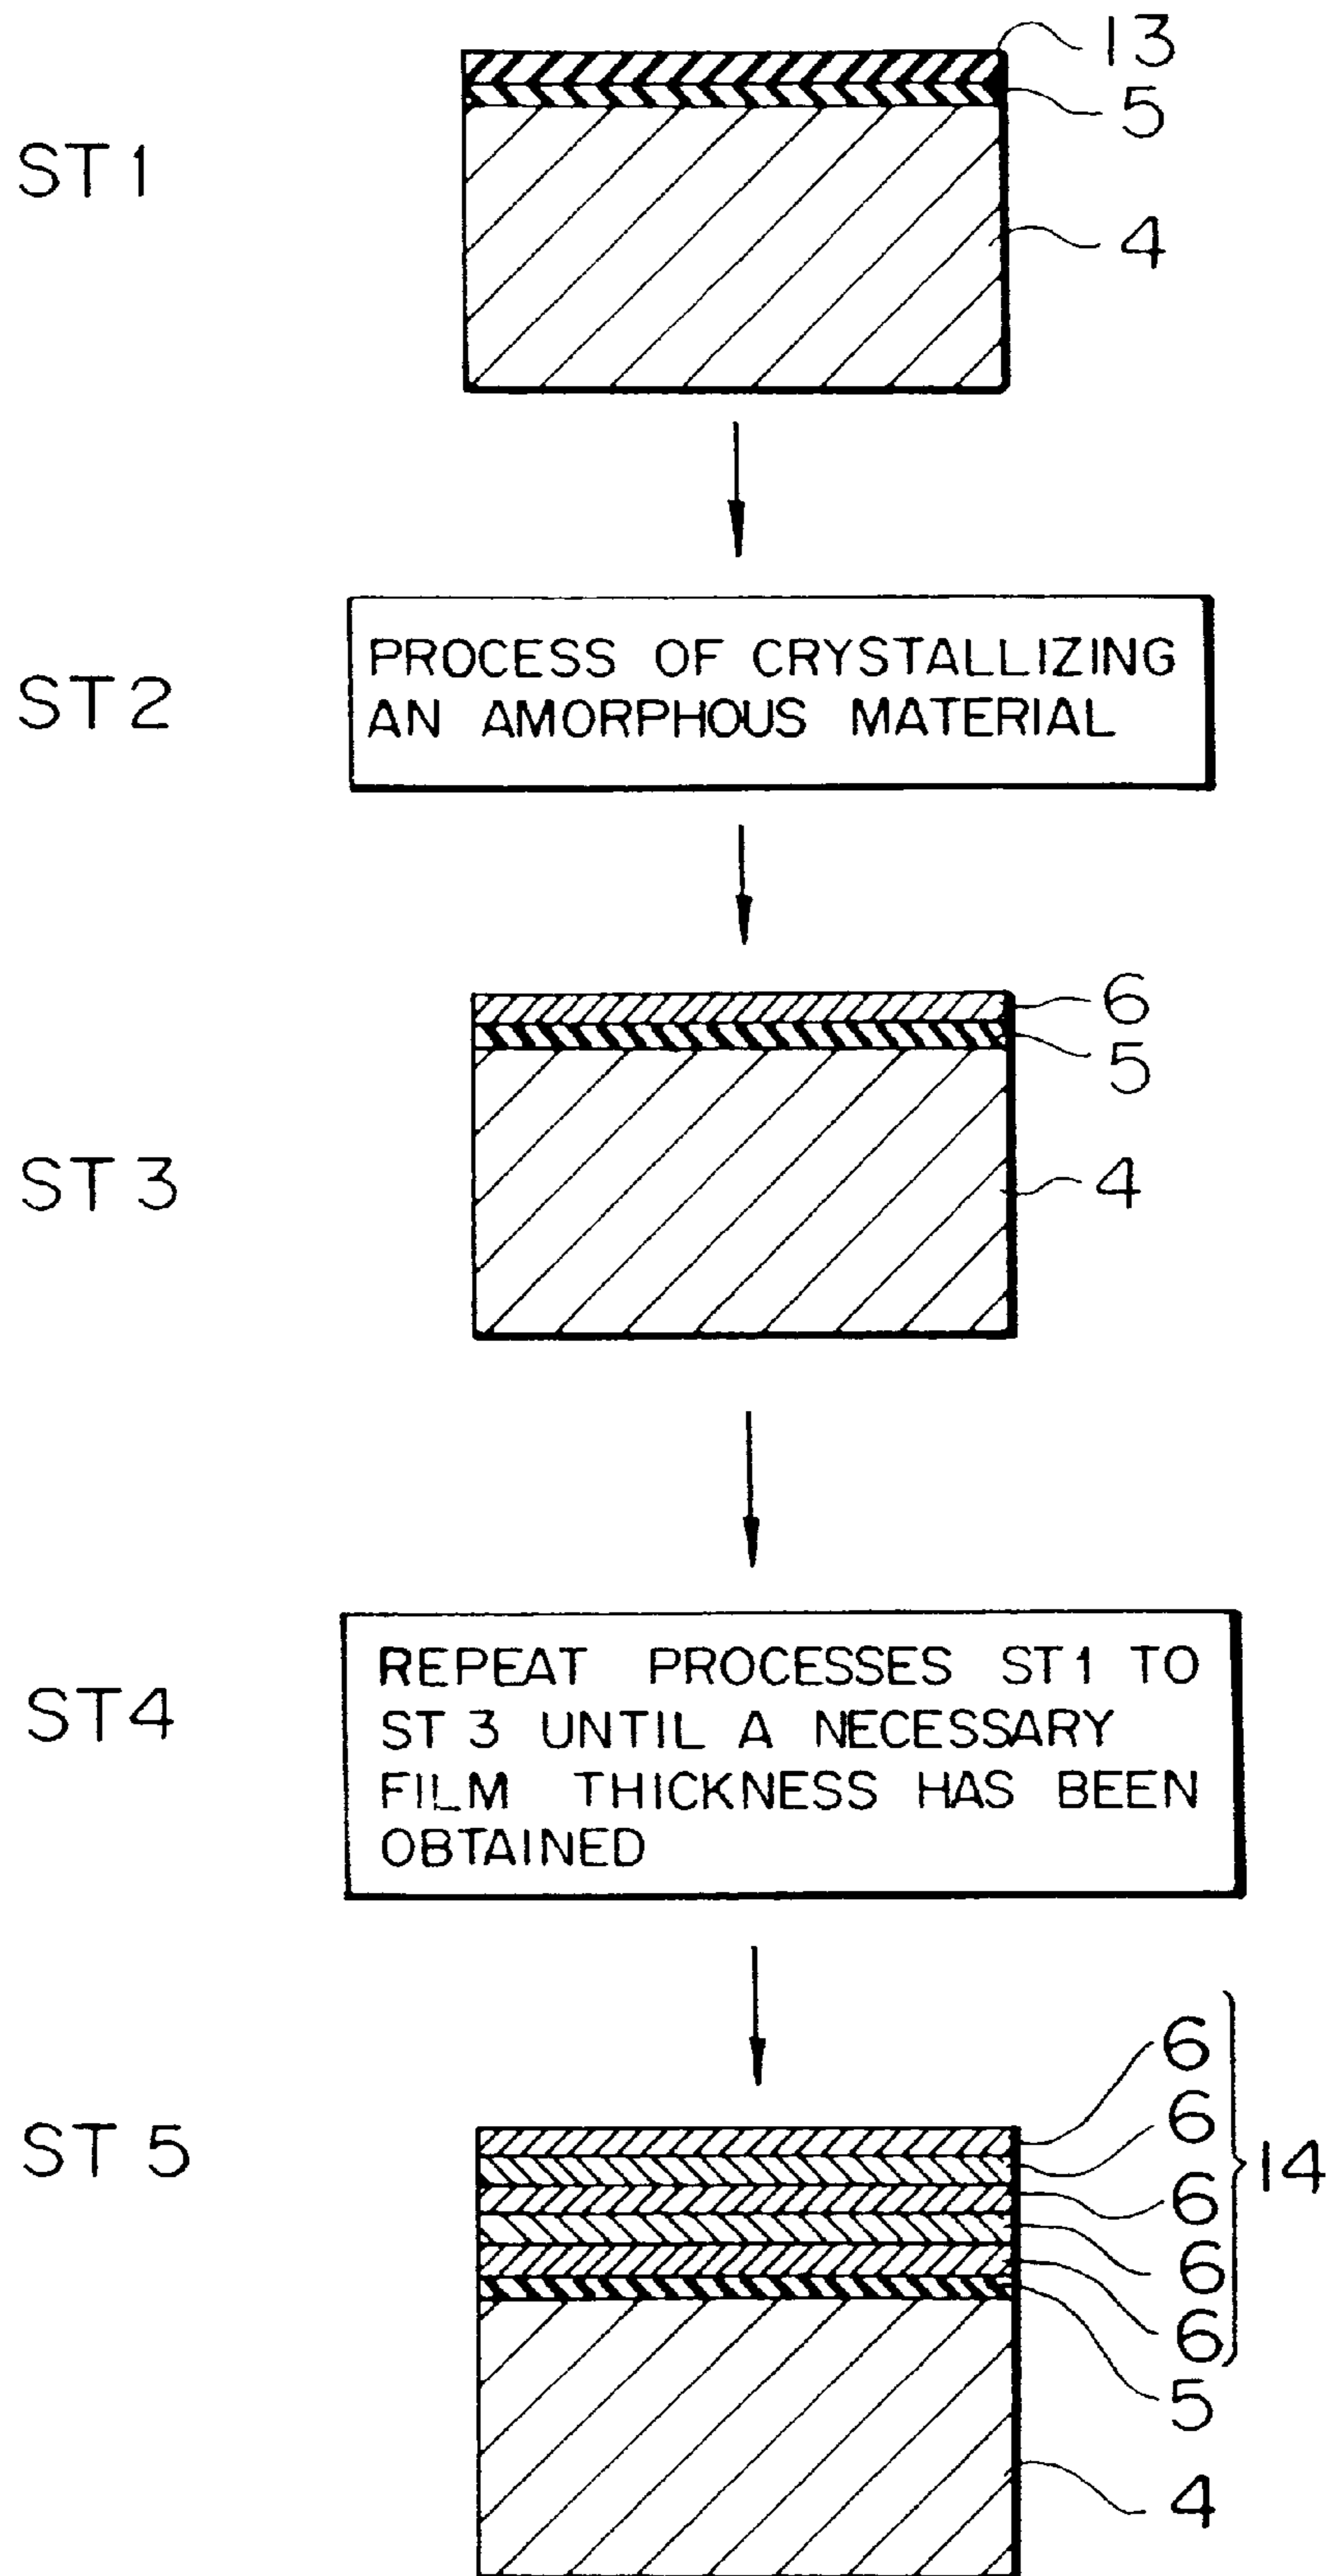 13
5
ST1
4
PROCESS OF CRYSTALLIZING
ST2
AN AMORPHOUS MATERIAL
6
5
ST3
4
REPEAT PROCESSES ST1 TO
ST4
ST3 UNTIL A NECESSARY
FILM THICKNESS HAS BEEN
OBTAINED
6
6
ST5
14
6
6
6
5
4